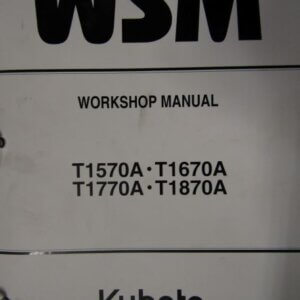 WSM
WORKSHOP MANUAL
T1570A·T1670A
T1770A·T1870A
Kubota